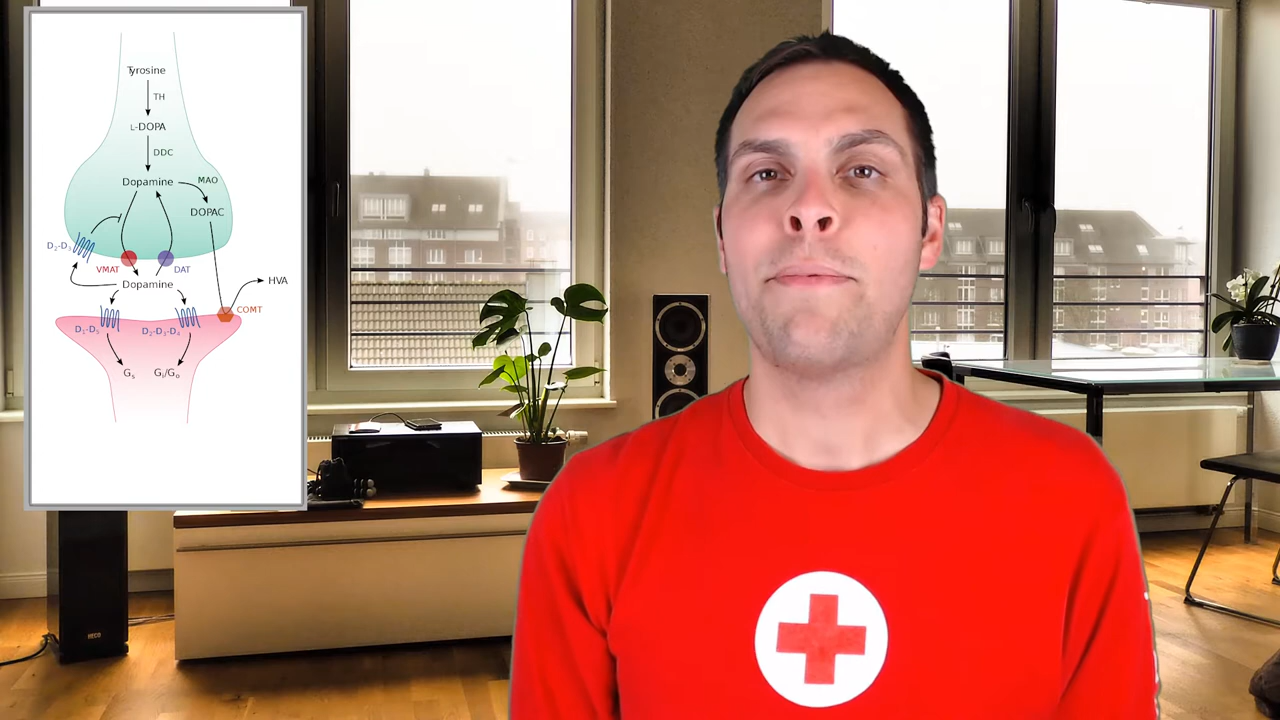 Tyrosine
TH
L-DOPA
DDC
Dopamine
MAO
DOPAC
D2-D3
VMAT
DAT
Dopamine
HVA
COMT
D1-D5
D2-D3-D4
Gs
Gi/Go
HECO